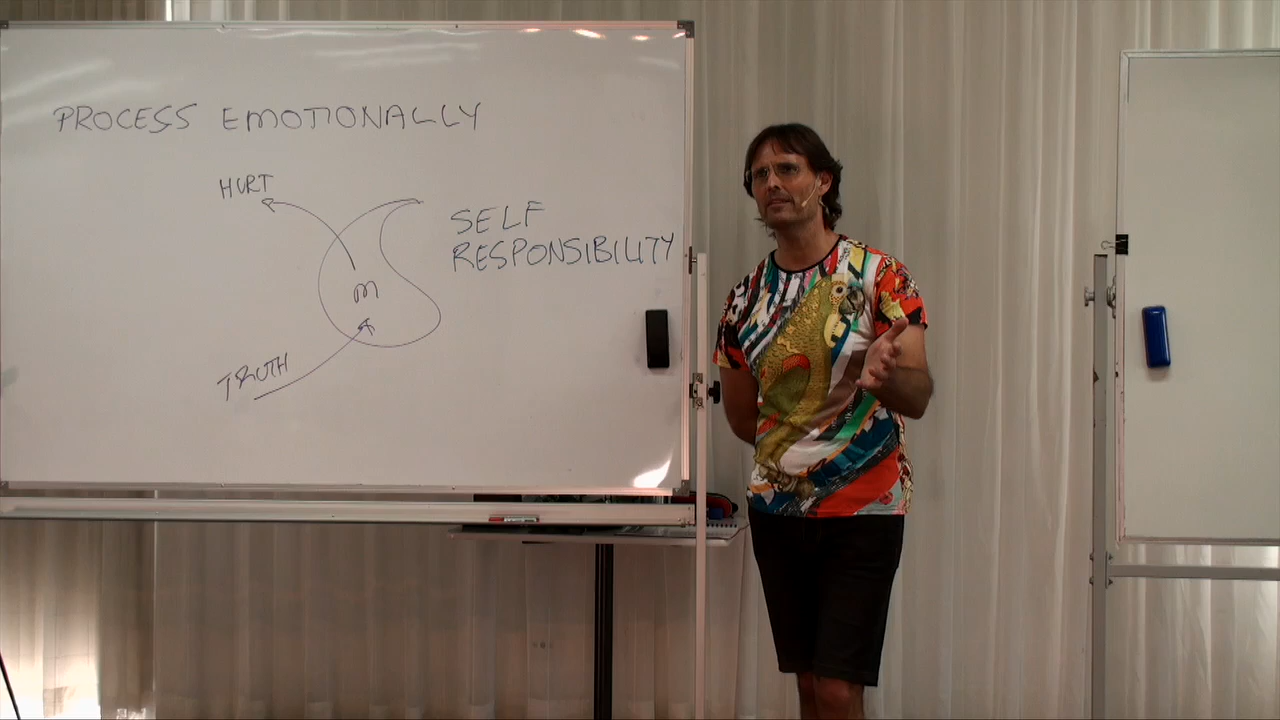 PROCESS EMOTIONALLY
HURT
SELF
RESPONSIBILITY
m
TRUTH